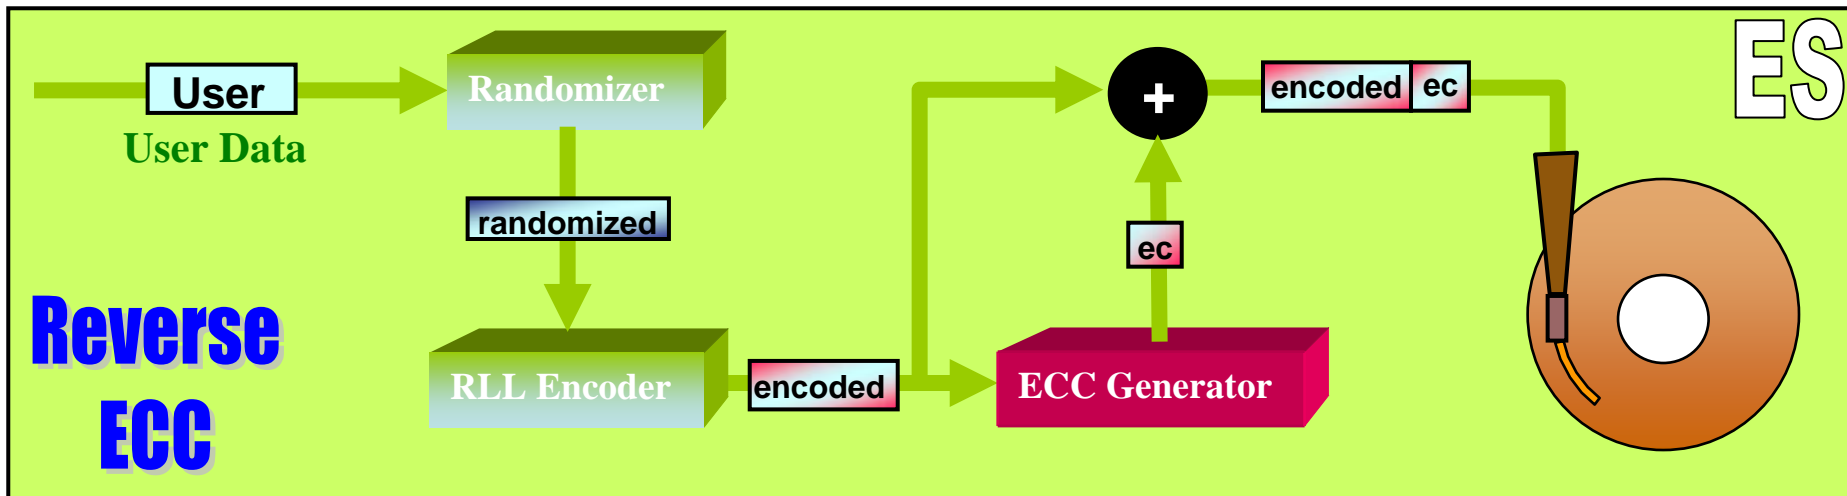 User
User Data
Randomizer
randomized
RLL Encoder
encoded
ECC Generator
ec
+
encoded ec
ES
Reverse
ECC